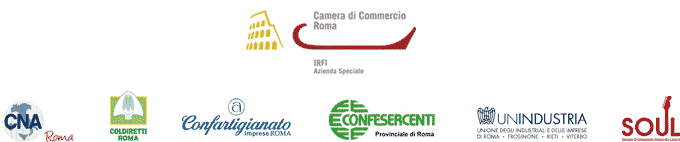 Camera di Commercio
Roma
IRFI
Azienda Speciale
CNA
Roma
COLDIRETTI
ROMA
a
Confartigianato
Imprese ROMA
CONFESERCENTI
Provinciale di Roma
UNINDUSTRIA
UNIONE DEGLI INDUSTRIALI E DELLE IMPRESE
DI ROMA - FROSINONE - RIETI - VITERBO
SOUL